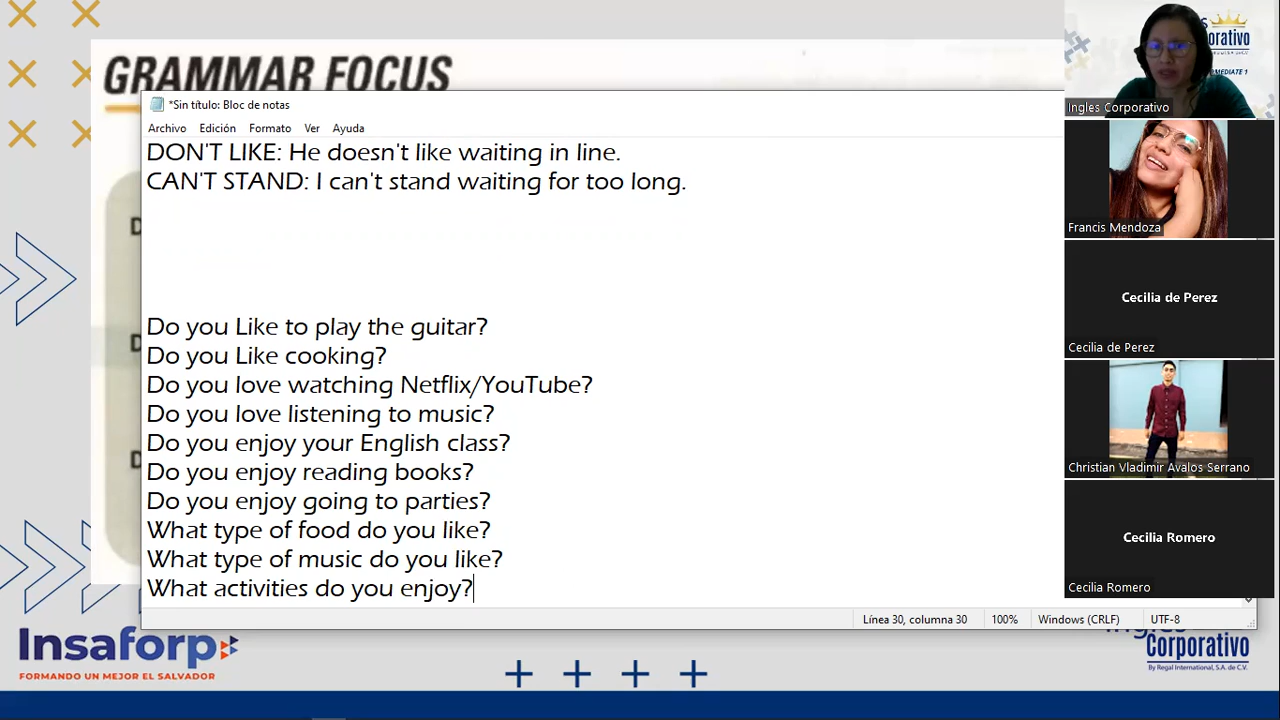 GRAMMAR FOCUS
*Sin título: Bloc de notas
Archivo Edición Formato Ver Ayuda
DON'T LIKE: He doesn't like waiting in line.
CAN'T STAND: I can't stand waiting for too long.
Do you Like to play the guitar?
Do you Like cooking?
Do you love watching Netflix/YouTube?
Do you love listening to music?
Do you enjoy your English class?
Do you enjoy reading books?
Do you enjoy going to parties?
What type of food do you like?
What type of music do you like?
What activities do you enjoy?
Línea 30, columna 30 100% Windows (CRLF) UTF-8
Ingles Corporativo
Francis Mendoza
Cecilia de Perez
Cecilia de Perez
Christian Vladimir Avalos Serrano
Cecilia Romero
Cecilia Romero
Insaforp
FORMANDO UN MEJOR EL SALVADOR
Corporativo
By Regal International, S.A. de C.V.